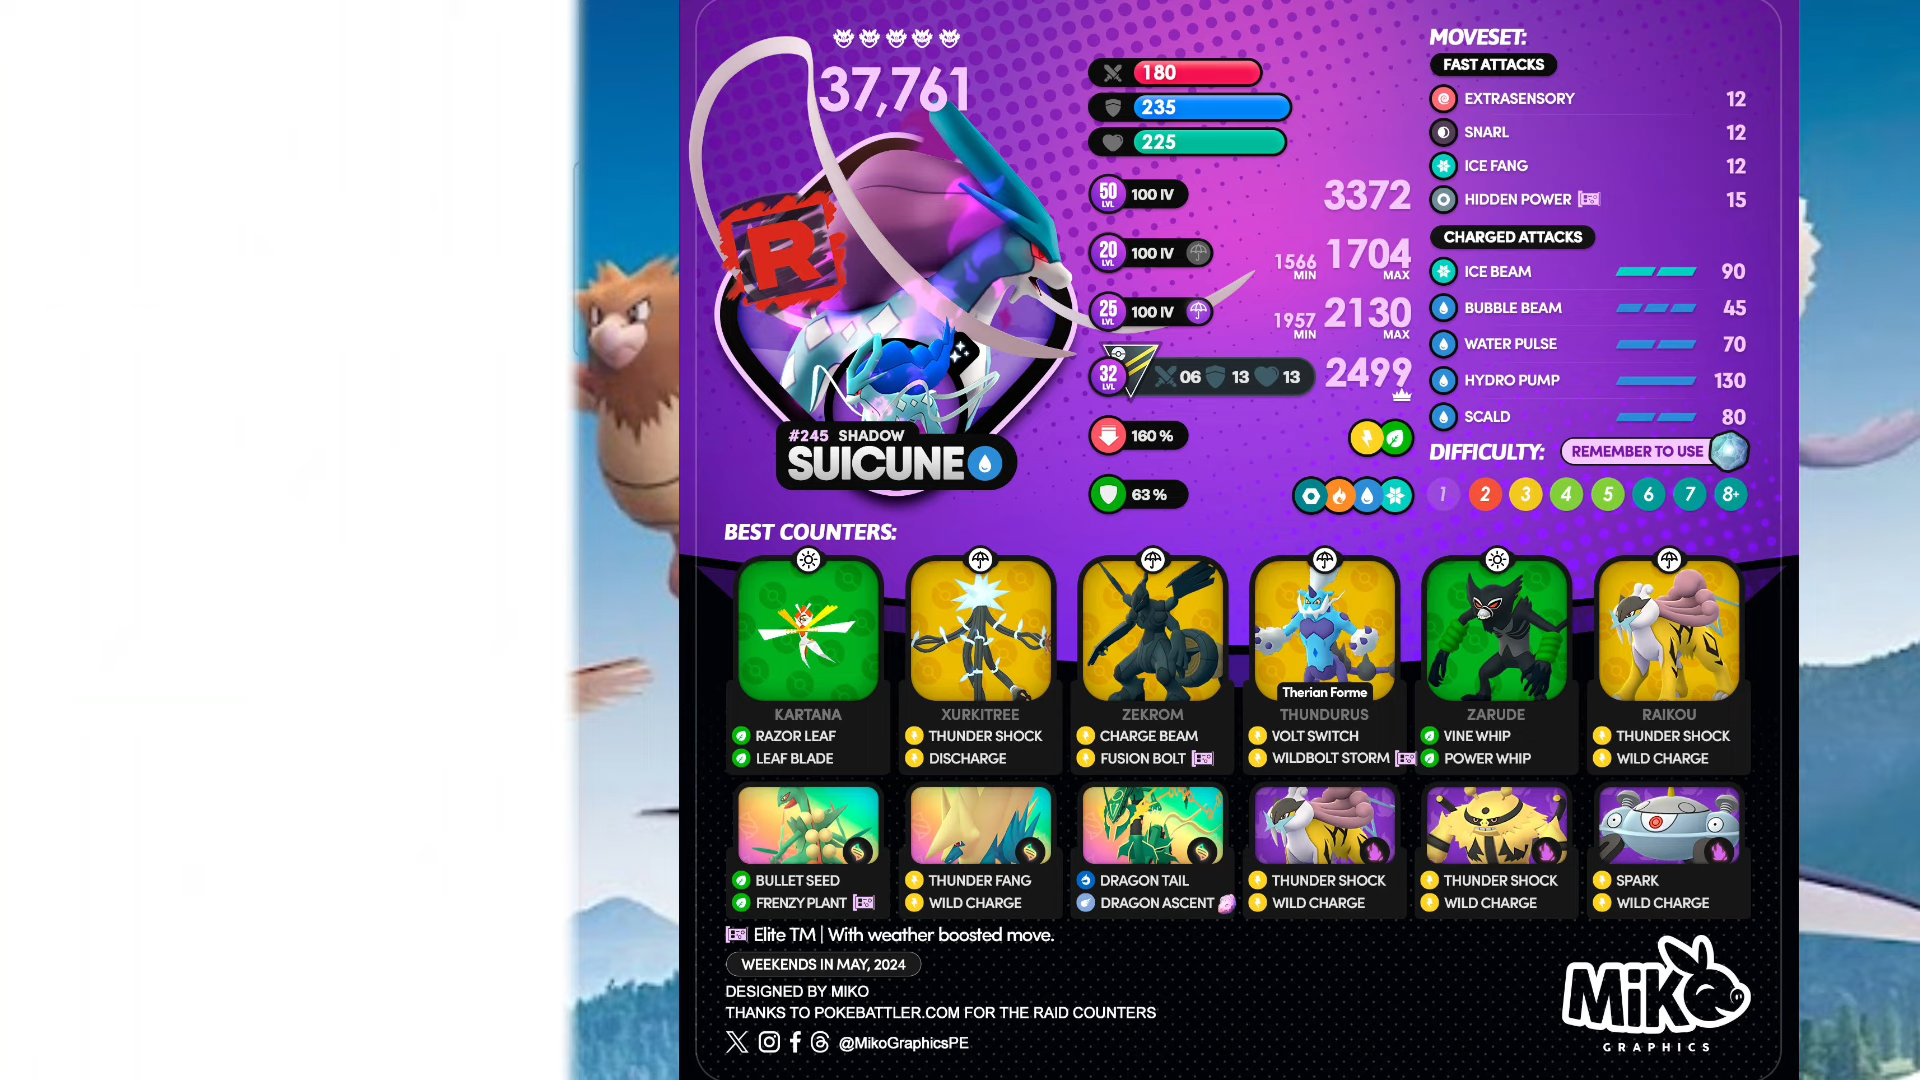 37,761
R
#245 SHADOW
SUICUNE
180
235
225
50 LVL 100 IV 3372
20 LVL 100 IV 1566 MIN 1704 MAX
25 LVL 100 IV 1957 MIN 2130 MAX
32 LVL 06 13 13 2499
160 %
63 %
MOVESET:
FAST ATTACKS
EXTRASENSORY 12
SNARL 12
ICE FANG 12
HIDDEN POWER 15
CHARGED ATTACKS
ICE BEAM 90
BUBBLE BEAM 45
WATER PULSE 70
HYDRO PUMP 130
SCALD 80
DIFFICULTY: REMEMBER TO USE
1 2 3 4 5 6 7 8+
BEST COUNTERS:
KARTANA
RAZOR LEAF
LEAF BLADE
XURKITREE
THUNDER SHOCK
DISCHARGE
ZEKROM
CHARGE BEAM
FUSION BOLT
Therian Forme
THUNDURUS
VOLT SWITCH
WILDBOLT STORM
ZARUDE
VINE WHIP
POWER WHIP
RAIKOU
THUNDER SHOCK
WILD CHARGE
BULLET SEED
FRENZY PLANT
THUNDER FANG
WILD CHARGE
DRAGON TAIL
DRAGON ASCENT
THUNDER SHOCK
WILD CHARGE
THUNDER SHOCK
WILD CHARGE
SPARK
WILD CHARGE
Elite TM | With weather boosted move.
WEEKENDS IN MAY, 2024
DESIGNED BY MIKO
THANKS TO POKEBATTLER.COM FOR THE RAID COUNTERS
@MikoGraphicsPE
MiKO
GRAPHICS